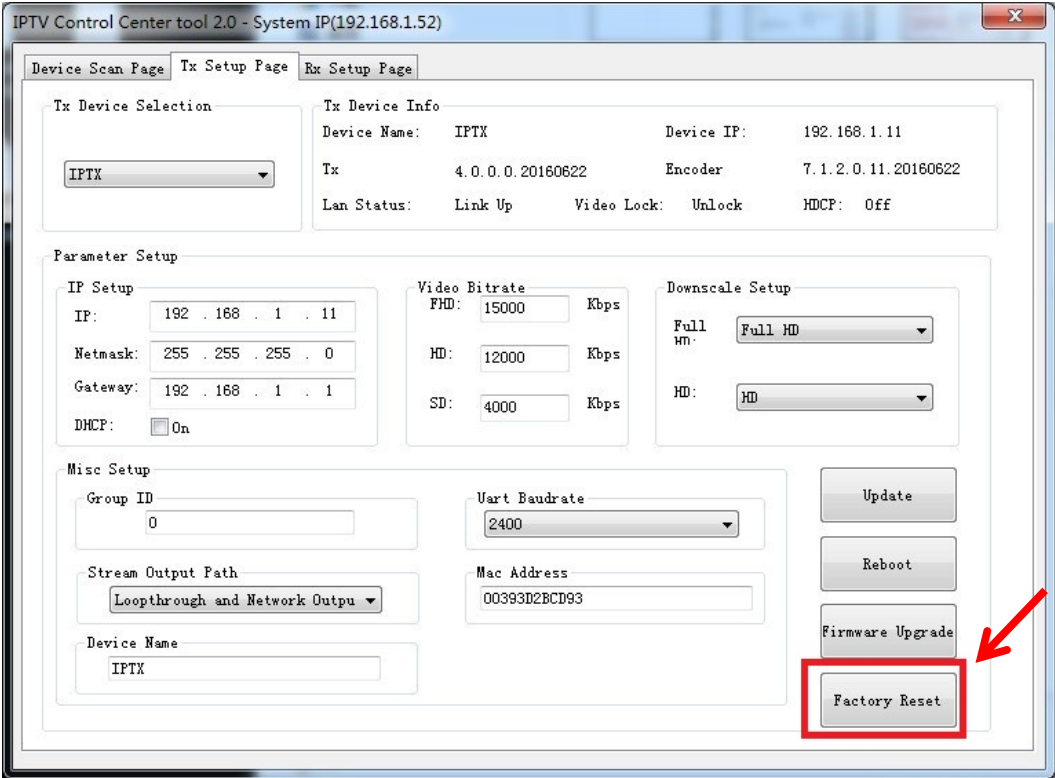 IPTV Control Center tool 2.0 - System IP(192.168.1.52)
Device Scan Page Tx Setup Page Rx Setup Page
Tx Device Selection
IPTX
Tx Device Info
Device Name: IPTX Device IP: 192.168.1.11
Tx 4.0.0.0.20160622 Encoder 7.1.2.0.11.20160622
Lan Status: Link Up Video Lock: Unlock HDCP: Off
Parameter Setup
IP Setup
IP: 192 . 168 . 1 . 11
Netmask: 255 . 255 . 255 . 0
Gateway: 192 . 168 . 1 . 1
DHCP: On
Video Bitrate
FHD: 15000 Kbps
HD: 12000 Kbps
SD: 4000 Kbps
Downscale Setup
Full HD: Full HD
HD: HD
Misc Setup
Group ID
0
Uart Baudrate
2400
Stream Output Path
Loopthrough and Network Outpu
Mac Address
00393D2BCD93
Device Name
IPTX
Update
Reboot
Firmware Upgrade
Factory Reset